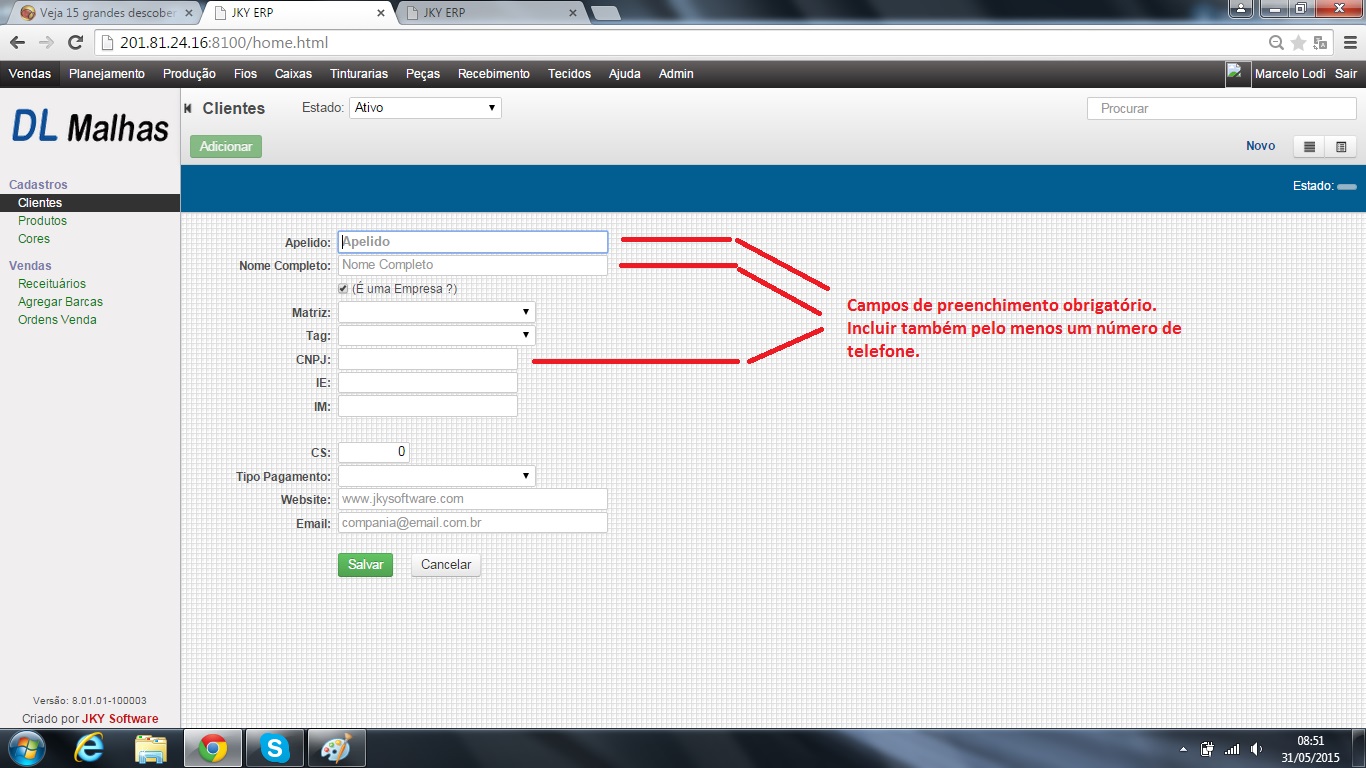 Veja 15 grandes descober
JKY ERP
JKY ERP
201.81.24.16:8100/home.html
Vendas Planejamento Produção Fios Caixas Tinturarias Peças Recebimento Tecidos Ajuda Admin Marcelo Lodi Sair
DL Malhas
Clientes Estado: Ativo Procurar
Adicionar Novo
Estado:
Cadastros
Clientes
Produtos
Cores
Vendas
Receituários
Agregar Barcas
Ordens Venda
Apelido: Apelido
Nome Completo: Nome Completo
(É uma Empresa ?)
Matriz:
Tag:
CNPJ:
IE:
IM:
CS: 0
Tipo Pagamento:
Website: www.jkysoftware.com
Email: compania@email.com.br
Salvar Cancelar
Campos de preenchimento obrigatório.
Incluir também pelo menos um número de
telefone.
Versão: 8.01.01-100003
Criado por JKY Software
08:51
31/05/2015